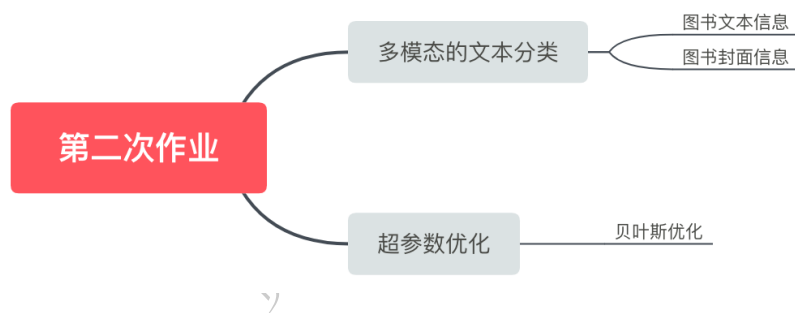 第二次作业
多模态的文本分类
图书文本信息
图书封面信息
超参数优化
贝叶斯优化